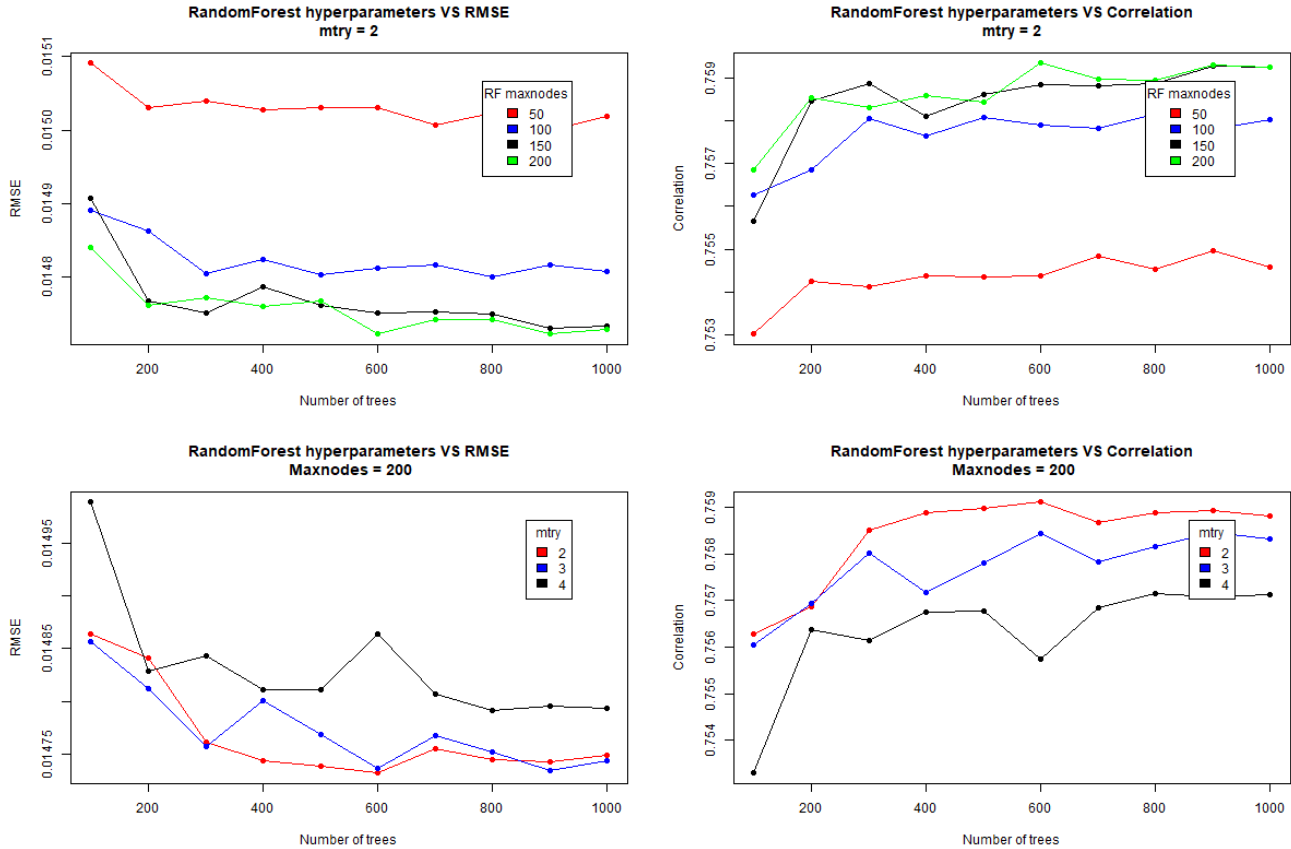 RandomForest hyperparameters VS RMSE
mtry = 2
0.0151
0.0150
0.0149
0.0148
RMSE
RF maxnodes
50
100
150
200
200
400
600
800
1000
Number of trees
RandomForest hyperparameters VS Correlation
mtry = 2
0.759
0.757
0.755
0.753
Correlation
RF maxnodes
50
100
150
200
200
400
600
800
1000
Number of trees
RandomForest hyperparameters VS RMSE
Maxnodes = 200
0.01495
0.01485
0.01475
RMSE
mtry
2
3
4
200
400
600
800
1000
Number of trees
RandomForest hyperparameters VS Correlation
Maxnodes = 200
0.759
0.758
0.757
0.756
0.755
0.754
Correlation
mtry
2
3
4
200
400
600
800
1000
Number of trees